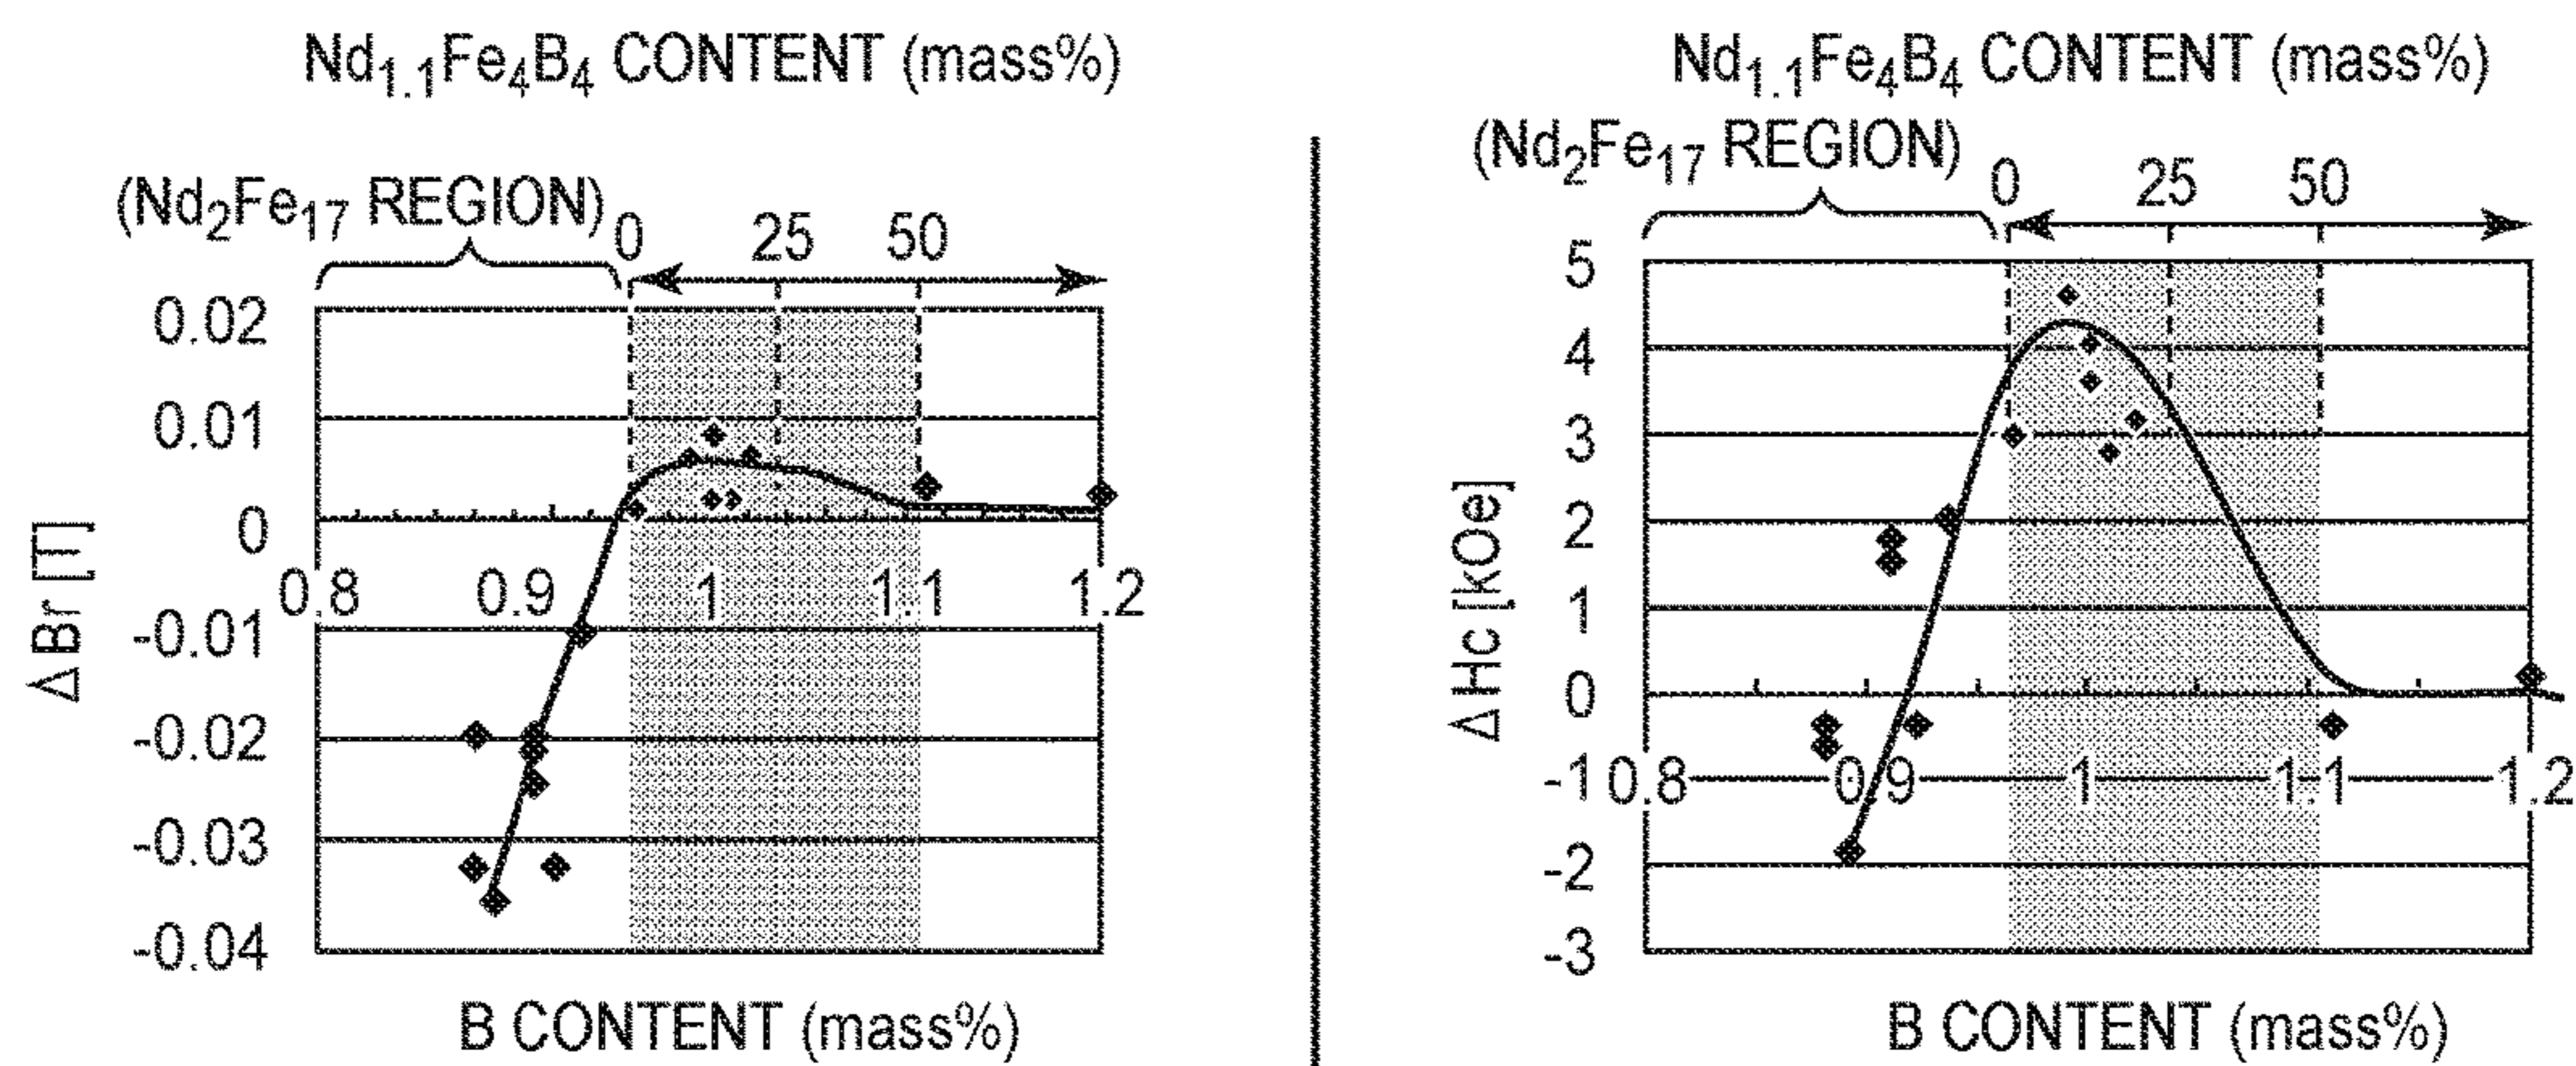 Nd1.1Fe4B4 CONTENT (mass%)
(Nd2Fe17 REGION)
0 25 50
0.02
0.01
0
-0.01
-0.02
-0.03
-0.04
0.8 0.9 1 1.1 1.2
ΔBr [T]
B CONTENT (mass%)
Nd1.1Fe4B4 CONTENT (mass%)
(Nd2Fe17 REGION)
0 25 50
5
4
3
2
1
0
-1
-2
-3
0.8 0.9 1 1.1 1.2
ΔHc [kOe]
B CONTENT (mass%)